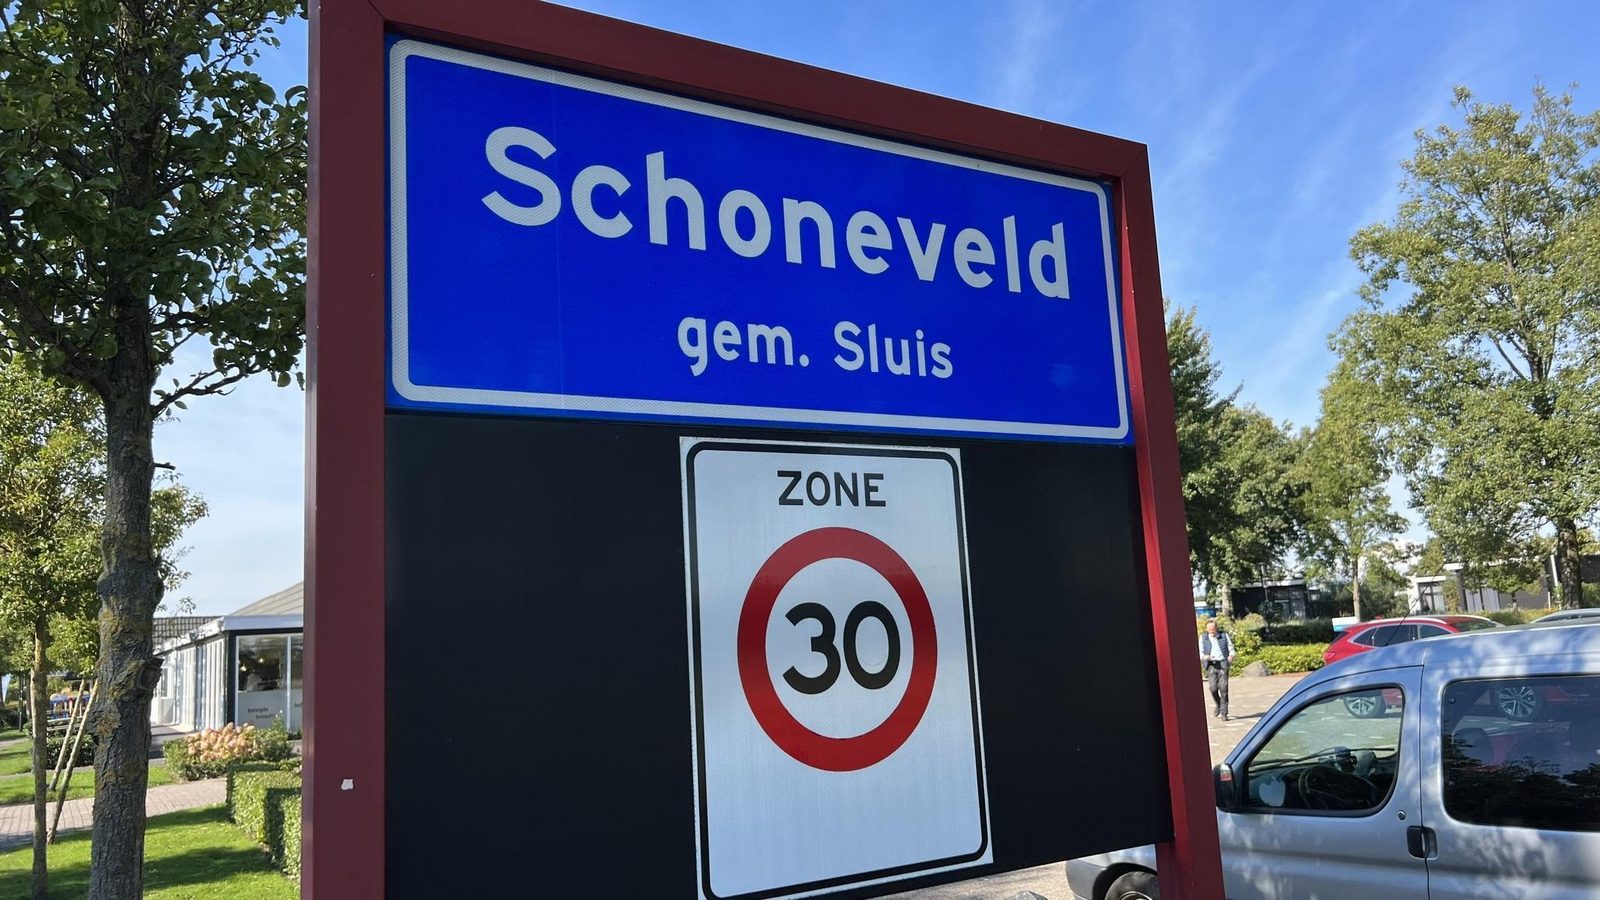 Schoneveld
gem. Sluis
ZONE
30